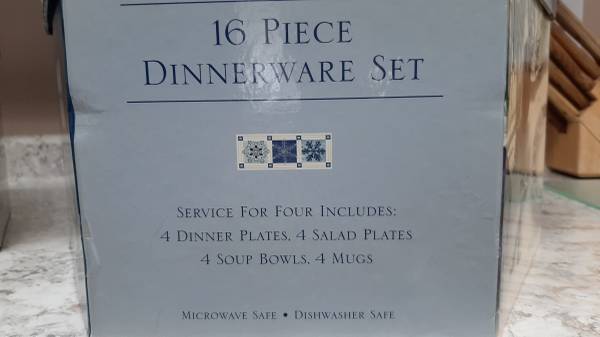 16 Piece
Dinnerware Set
Service For Four Includes:
4 Dinner Plates, 4 Salad Plates
4 Soup Bowls, 4 Mugs
Microwave Safe • Dishwasher Safe